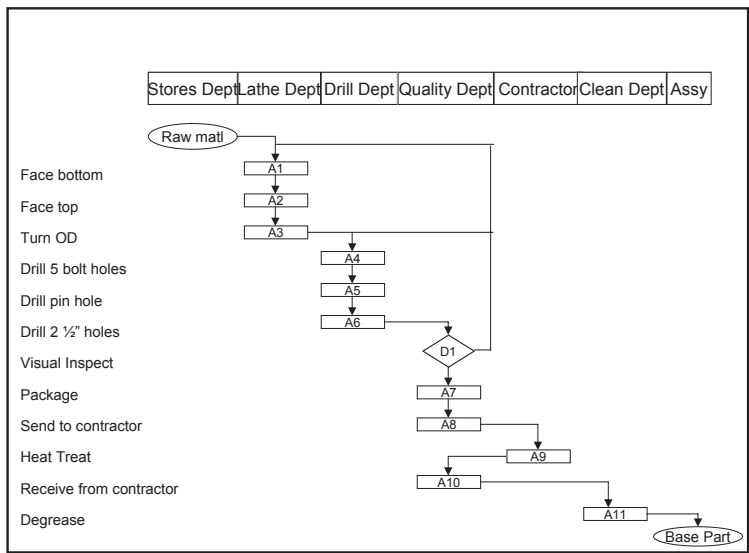 Stores Dept Lathe Dept Drill Dept Quality Dept Contractor Clean Dept Assy
Raw matl
Face bottom A1
Face top A2
Turn OD A3
Drill 5 bolt holes A4
Drill pin hole A5
Drill 2 ½” holes A6
Visual Inspect D1
Package A7
Send to contractor A8
Heat Treat A9
Receive from contractor A10
Degrease A11
Base Part